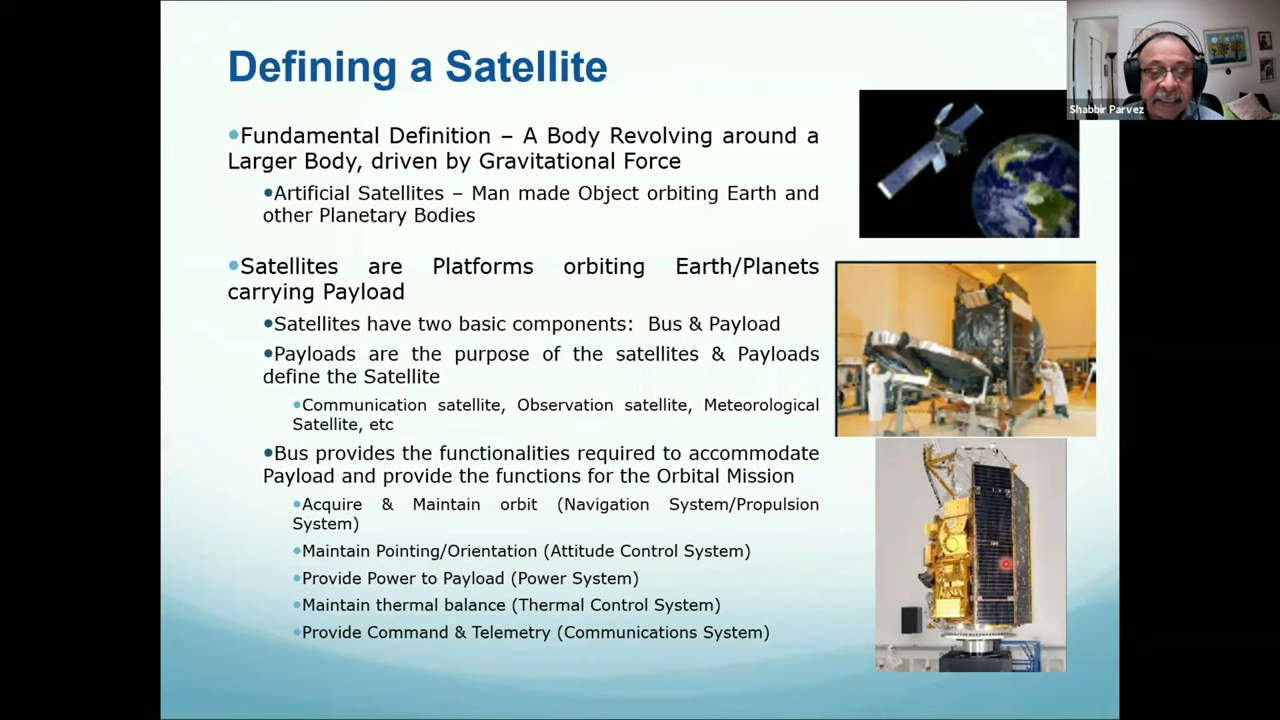 Defining a Satellite
Shabbir Parvez
•Fundamental Definition – A Body Revolving around a
Larger Body, driven by Gravitational Force
•Artificial Satellites – Man made Object orbiting Earth and
other Planetary Bodies
•Satellites are Platforms orbiting Earth/Planets
carrying Payload
•Satellites have two basic components: Bus & Payload
•Payloads are the purpose of the satellites & Payloads
define the Satellite
•Communication satellite, Observation satellite, Meteorological
Satellite, etc
•Bus provides the functionalities required to accommodate
Payload and provide the functions for the Orbital Mission
•Acquire & Maintain orbit (Navigation System/Propulsion
System)
•Maintain Pointing/Orientation (Attitude Control System)
•Provide Power to Payload (Power System)
•Maintain thermal balance (Thermal Control System)
•Provide Command & Telemetry (Communications System)